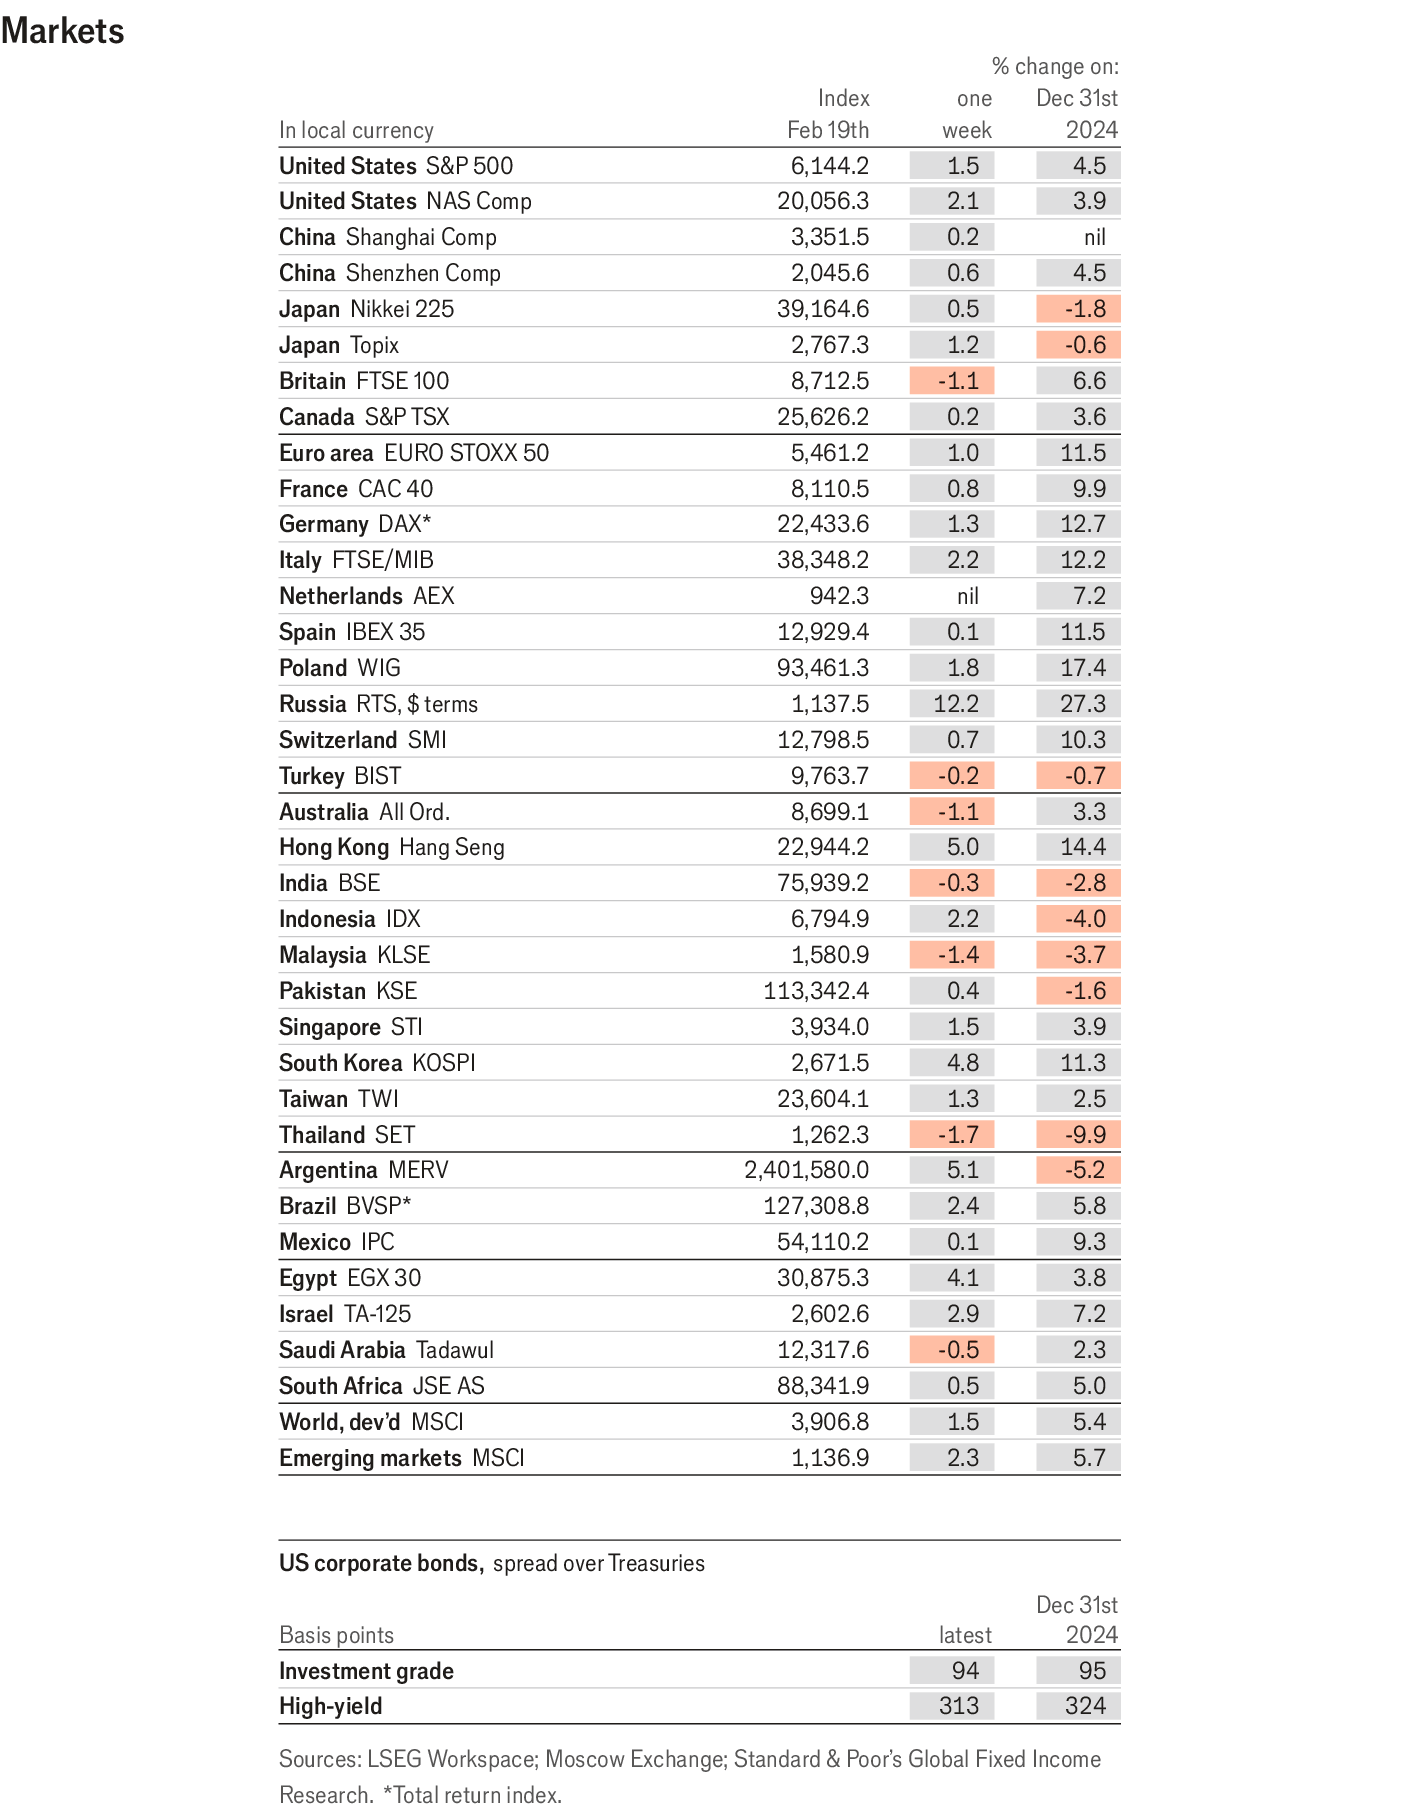 Markets
% change on:
Index one Dec 31st
In local currency Feb 19th week 2024
United States S&P 500 6,144.2 1.5 4.5
United States NAS Comp 20,056.3 2.1 3.9
China Shanghai Comp 3,351.5 0.2 nil
China Shenzhen Comp 2,045.6 0.6 4.5
Japan Nikkei 225 39,164.6 0.5 -1.8
Japan Topix 2,767.3 1.2 -0.6
Britain FTSE 100 8,712.5 -1.1 6.6
Canada S&P TSX 25,626.2 0.2 3.6
Euro area EURO STOXX 50 5,461.2 1.0 11.5
France CAC 40 8,110.5 0.8 9.9
Germany DAX* 22,433.6 1.3 12.7
Italy FTSE/MIB 38,348.2 2.2 12.2
Netherlands AEX 942.3 nil 7.2
Spain IBEX 35 12,929.4 0.1 11.5
Poland WIG 93,461.3 1.8 17.4
Russia RTS, $ terms 1,137.5 12.2 27.3
Switzerland SMI 12,798.5 0.7 10.3
Turkey BIST 9,763.7 -0.2 -0.7
Australia All Ord. 8,699.1 -1.1 3.3
Hong Kong Hang Seng 22,944.2 5.0 14.4
India BSE 75,939.2 -0.3 -2.8
Indonesia IDX 6,794.9 2.2 -4.0
Malaysia KLSE 1,580.9 -1.4 -3.7
Pakistan KSE 113,342.4 0.4 -1.6
Singapore STI 3,934.0 1.5 3.9
South Korea KOSPI 2,671.5 4.8 11.3
Taiwan TWI 23,604.1 1.3 2.5
Thailand SET 1,262.3 -1.7 -9.9
Argentina MERV 2,401,580.0 5.1 -5.2
Brazil BVSP* 127,308.8 2.4 5.8
Mexico IPC 54,110.2 0.1 9.3
Egypt EGX 30 30,875.3 4.1 3.8
Israel TA-125 2,602.6 2.9 7.2
Saudi Arabia Tadawul 12,317.6 -0.5 2.3
South Africa JSE AS 88,341.9 0.5 5.0
World, dev’d MSCI 3,906.8 1.5 5.4
Emerging markets MSCI 1,136.9 2.3 5.7
US corporate bonds, spread over Treasuries
Dec 31st
Basis points latest 2024
Investment grade 94 95
High-yield 313 324
Sources: LSEG Workspace; Moscow Exchange; Standard & Poor’s Global Fixed Income
Research. *Total return index.